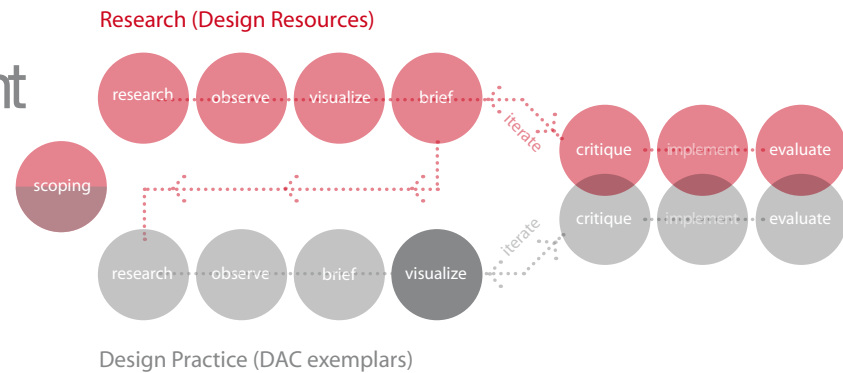 Research (Design Resources)
nt
research observe visualize brief
iterate
critique implement evaluate
scoping
critique implement evaluate
iterate
research observe brief visualize
Design Practice (DAC exemplars)